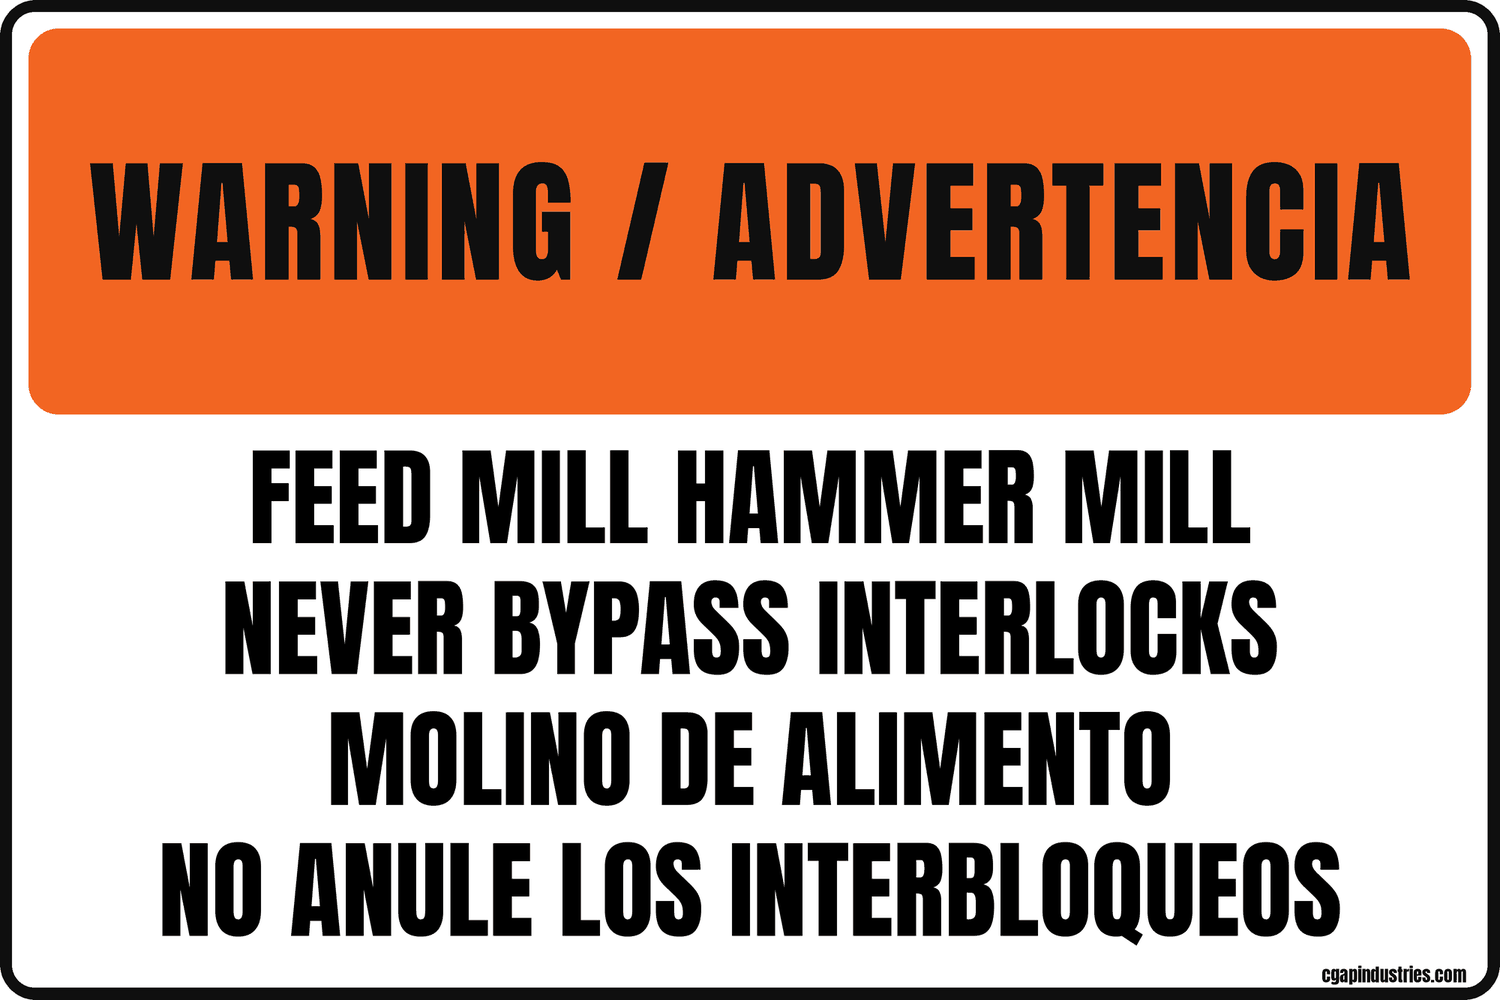 WARNING / ADVERTENCIA
FEED MILL HAMMER MILL
NEVER BYPASS INTERLOCKS
MOLINO DE ALIMENTO
NO ANULE LOS INTERBLOQUEOS
cgapindustries.com